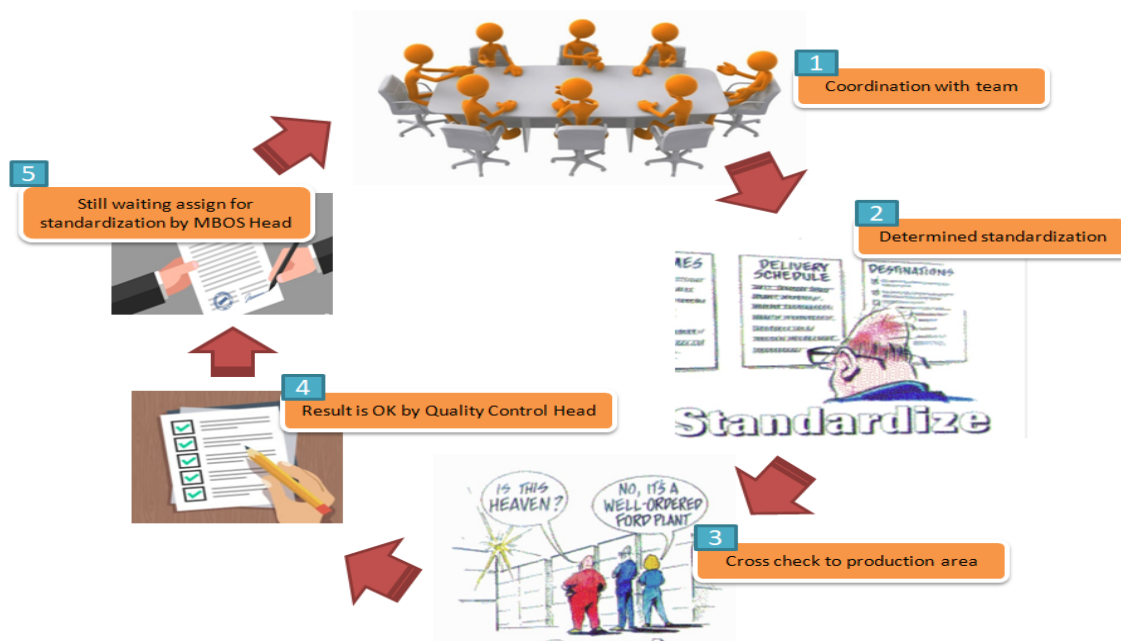 1
Coordination with team
2
Determined standardization
MES
DELIVERY
SCHEDULE
DESTINATIONS
Standardize
3
Cross check to production area
IS THIS
HEAVEN?
NO, IT'S A
WELL-ORDERED
FORD PLANT
4
Result is OK by Quality Control Head
5
Still waiting assign for
standardization by MBOS Head